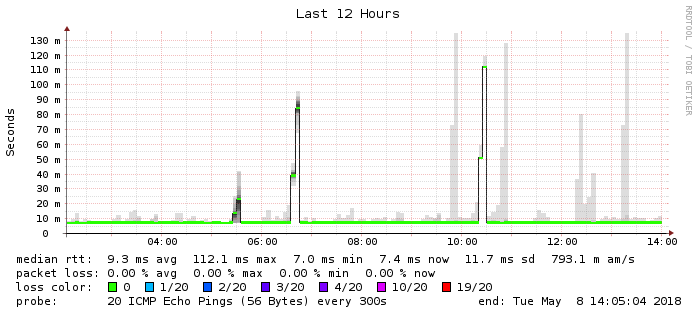 Last 12 Hours
RRDTOOL / TOBI OETIKER
Seconds
130 m
120 m
110 m
100 m
90 m
80 m
70 m
60 m
50 m
40 m
30 m
20 m
10 m
0
04:00 06:00 08:00 10:00 12:00 14:00
median rtt: 9.3 ms avg 112.1 ms max 7.0 ms min 7.4 ms now 11.7 ms sd 793.1 m am/s
packet loss: 0.00 % avg 0.00 % max 0.00 % min 0.00 % now
loss color: 0 1/20 2/20 3/20 4/20 10/20 19/20
probe: 20 ICMP Echo Pings (56 Bytes) every 300s end: Tue May 8 14:05:04 2018